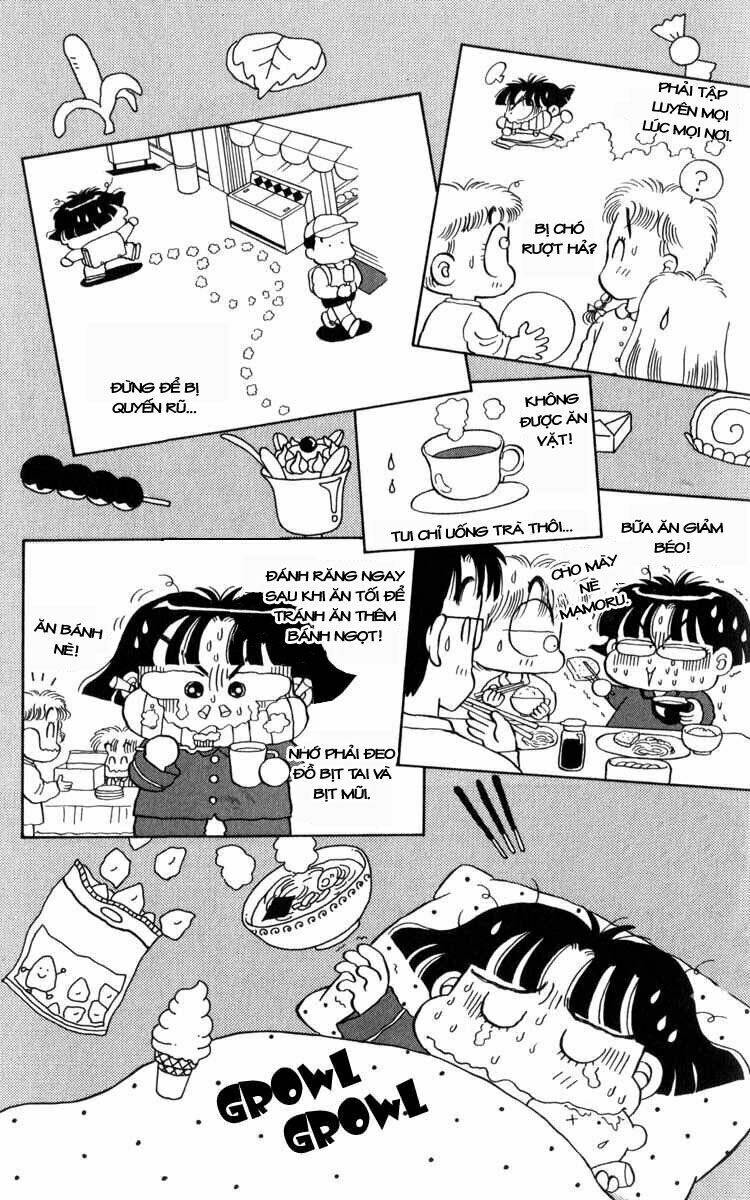 PHẢI TẬP
LUYỆN MỌI
LÚC MỌI NƠI.
?
BỊ CHÓ
RƯỢT HẢ?
ĐỪNG ĐỂ BỊ
QUYẾN RŨ...
KHÔNG
ĐƯỢC ĂN
VẶT!
TUI CHỈ UỐNG TRÀ THÔI...
BỮA ĂN GIẢM
BÉO!
CHO MÀY
NÈ
MAMORU.
ĐÁNH RĂNG NGAY
SAU KHI ĂN TỐI ĐỂ
TRÁNH ĂN THÊM
BÁNH NGỌT!
ĂN BÁNH
NÈ!
NHỚ PHẢI ĐEO
ĐỒ BỊT TAI VÀ
BỊT MŨI.
GROWL
GROWL